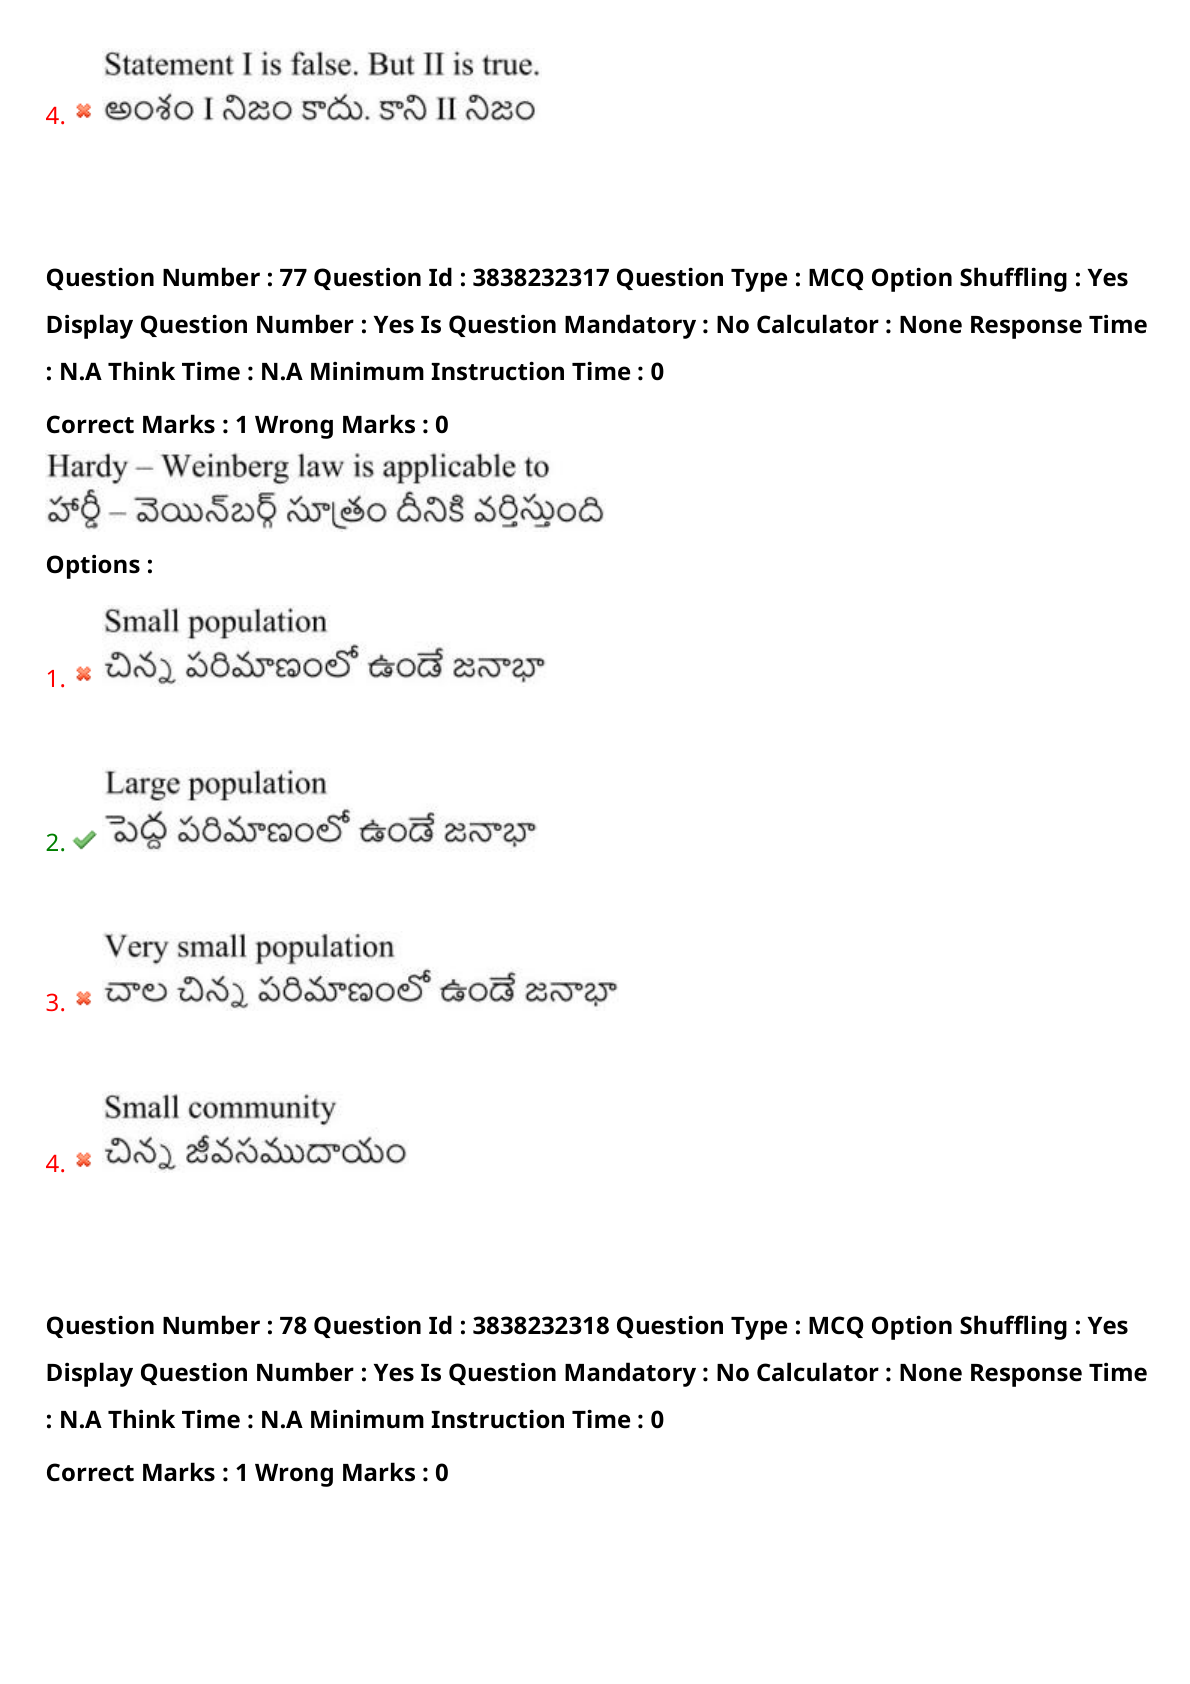 Statement I is false. But II is true.
4. అంశం I నిజం కాదు. కాని II నిజం
Question Number : 77 Question Id : 3838232317 Question Type : MCQ Option Shuffling : Yes
Display Question Number : Yes Is Question Mandatory : No Calculator : None Response Time
: N.A Think Time : N.A Minimum Instruction Time : 0
Correct Marks : 1 Wrong Marks : 0
Hardy – Weinberg law is applicable to
హార్డీ – వెయిన్‌బర్గ్ సూత్రం దీనికి వర్తిస్తుంది
Options :
Small population
1. చిన్న పరిమాణంలో ఉండే జనాభా
Large population
2. పెద్ద పరిమాణంలో ఉండే జనాభా
Very small population
3. చాల చిన్న పరిమాణంలో ఉండే జనాభా
Small community
4. చిన్న జీవసముదాయం
Question Number : 78 Question Id : 3838232318 Question Type : MCQ Option Shuffling : Yes
Display Question Number : Yes Is Question Mandatory : No Calculator : None Response Time
: N.A Think Time : N.A Minimum Instruction Time : 0
Correct Marks : 1 Wrong Marks : 0